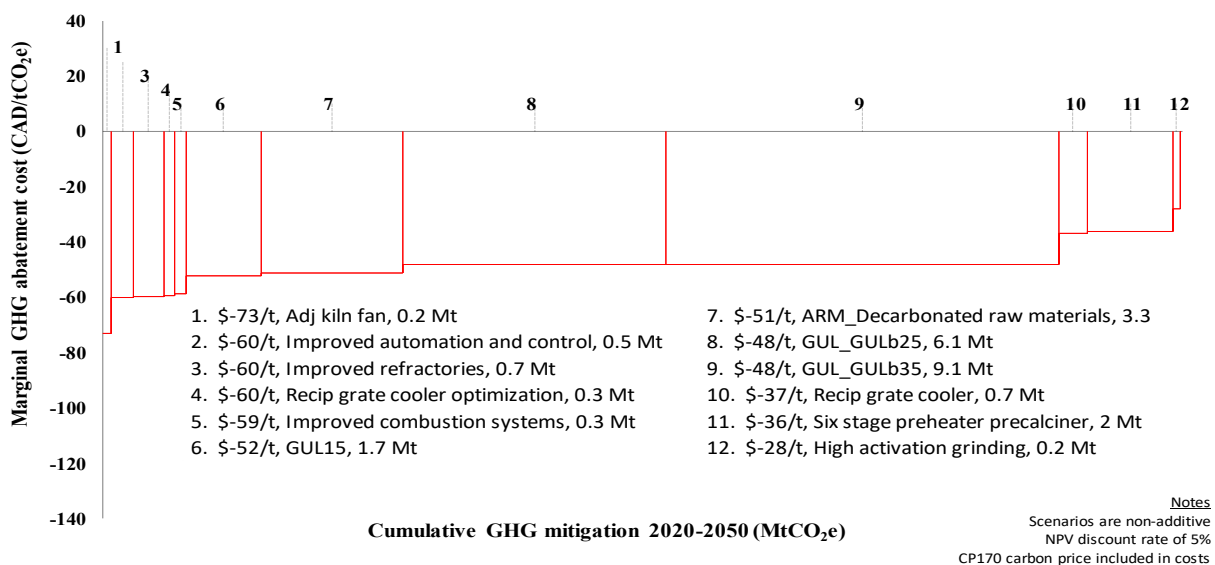 Marginal GHG abatement cost (CAD/tCO₂e)
40
20
0
-20
-40
-60
-80
-100
-120
-140
1
3
4
5
6
7
8
9
10
11
12
1. $-73/t, Adj kiln fan, 0.2 Mt
2. $-60/t, Improved automation and control, 0.5 Mt
3. $-60/t, Improved refractories, 0.7 Mt
4. $-60/t, Recip grate cooler optimization, 0.3 Mt
5. $-59/t, Improved combustion systems, 0.3 Mt
6. $-52/t, GUL15, 1.7 Mt
7. $-51/t, ARM_Decarbonated raw materials, 3.3
8. $-48/t, GUL_GULb25, 6.1 Mt
9. $-48/t, GUL_GULb35, 9.1 Mt
10. $-37/t, Recip grate cooler, 0.7 Mt
11. $-36/t, Six stage preheater precalciner, 2 Mt
12. $-28/t, High activation grinding, 0.2 Mt
Cumulative GHG mitigation 2020-2050 (MtCO₂e)
Notes
Scenarios are non-additive
NPV discount rate of 5%
CP170 carbon price included in costs